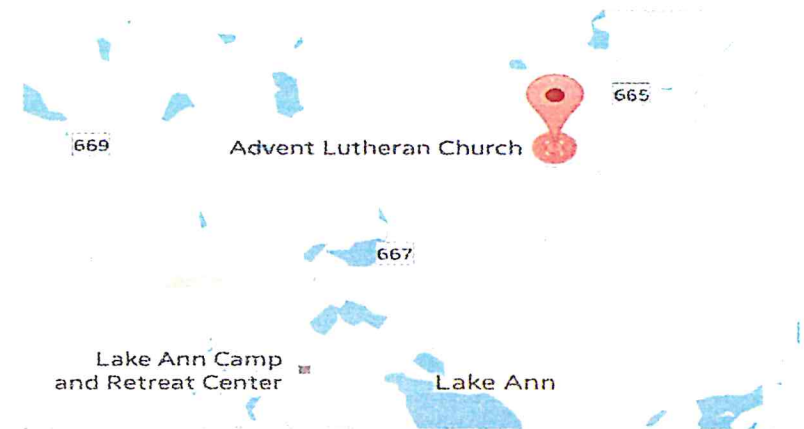 665
669
Advent Lutheran Church
667
Lake Ann Camp
and Retreat Center
Lake Ann